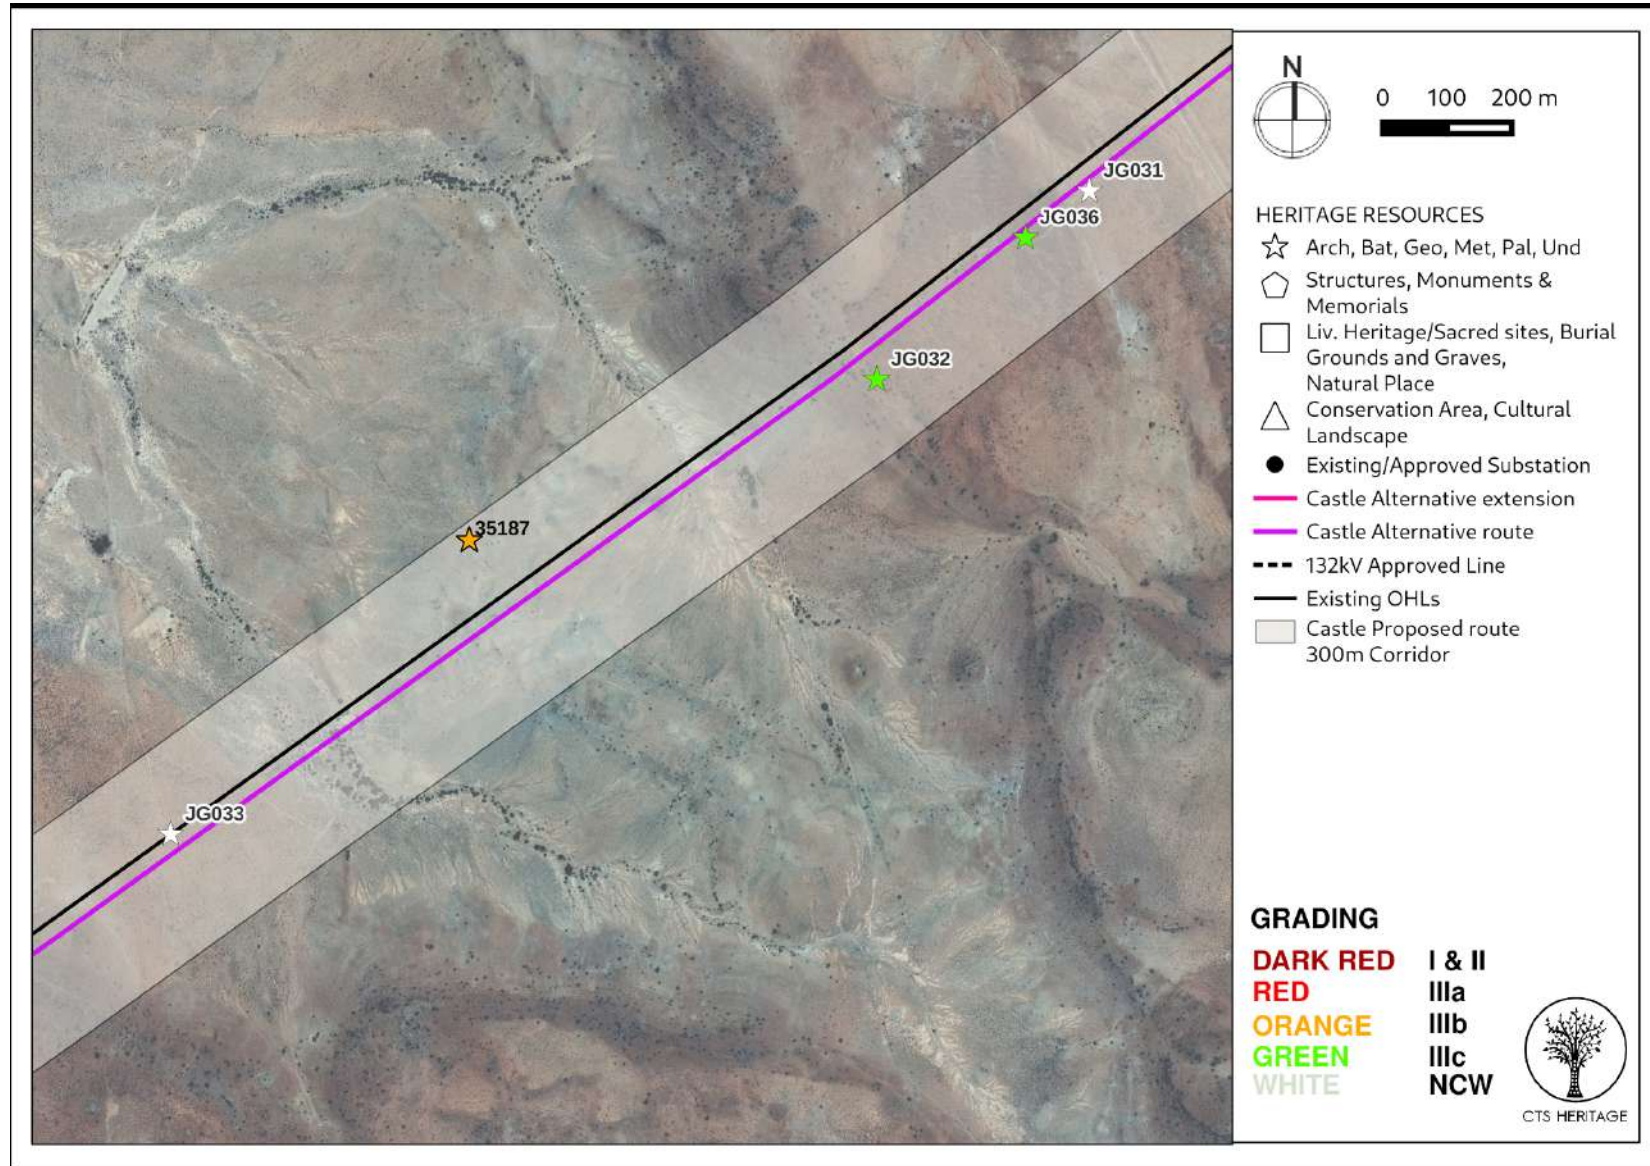 JG031
JG036
JG032
35187
JG033
N
0 100 200 m
HERITAGE RESOURCES
Arch, Bat, Geo, Met, Pal, Und
Structures, Monuments &
Memorials
Liv. Heritage/Sacred sites, Burial
Grounds and Graves,
Natural Place
Conservation Area, Cultural
Landscape
Existing/Approved Substation
Castle Alternative extension
Castle Alternative route
132kV Approved Line
Existing OHLs
Castle Proposed route
300m Corridor
GRADING
DARK RED I & II
RED IIIa
ORANGE IIIb
GREEN IIIc
WHITE NCW
CTS HERITAGE